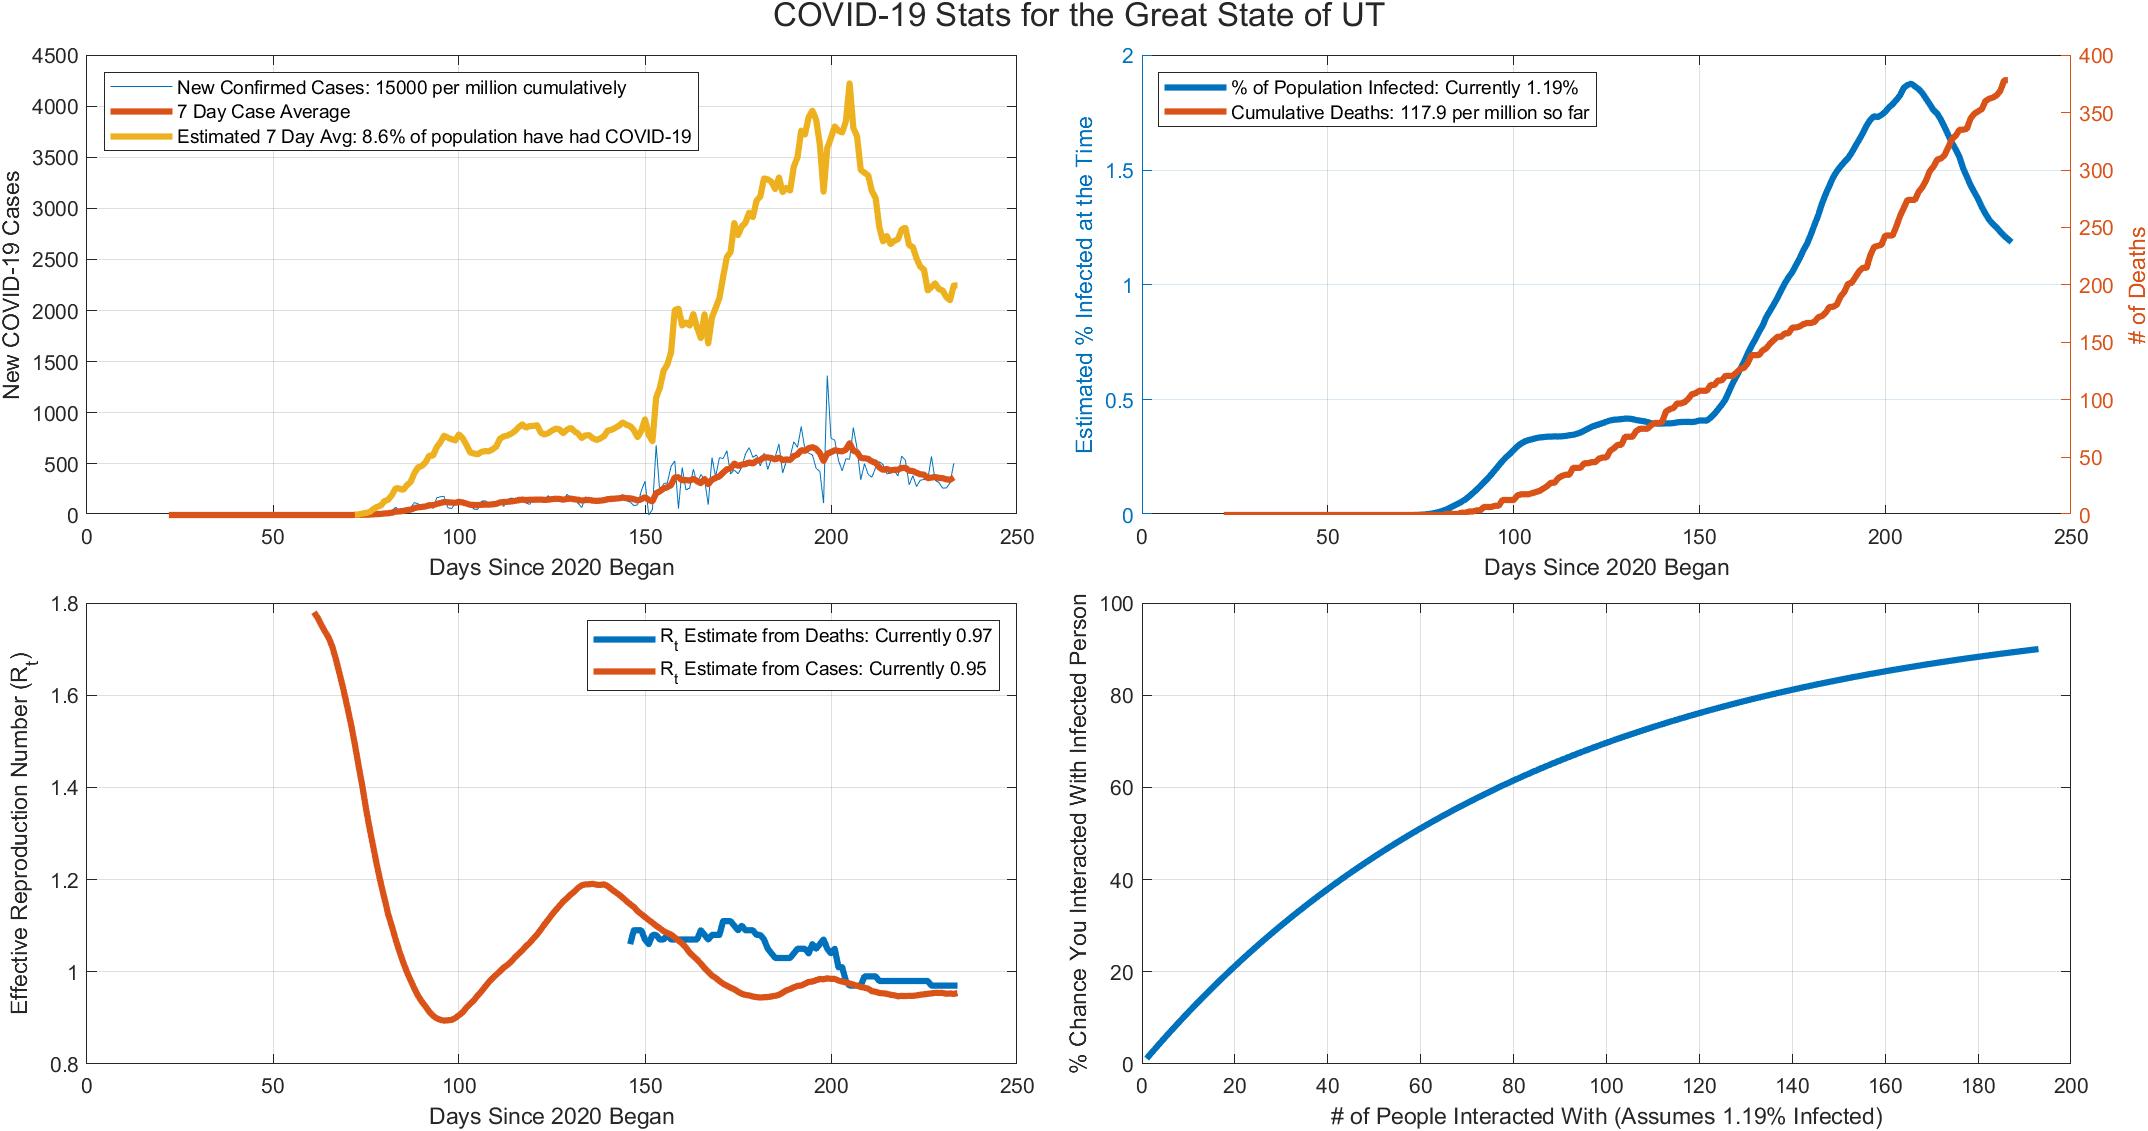 COVID-19 Stats for the Great State of UT
New COVID-19 Cases
4500
4000
3500
3000
2500
2000
1500
1000
500
0
New Confirmed Cases: 15000 per million cumulatively
7 Day Case Average
Estimated 7 Day Avg: 8.6% of population have had COVID-19
0 50 100 150 200 250
Days Since 2020 Began
Estimated % Infected at the Time
2
1.5
1
0.5
0
% of Population Infected: Currently 1.19%
Cumulative Deaths: 117.9 per million so far
400
350
300
250
200
150
100
50
0
# of Deaths
0 50 100 150 200 250
Days Since 2020 Began
Effective Reproduction Number (Rt)
1.8
1.6
1.4
1.2
1
0.8
Rt Estimate from Deaths: Currently 0.97
Rt Estimate from Cases: Currently 0.95
0 50 100 150 200 250
Days Since 2020 Began
% Chance You Interacted With Infected Person
100
80
60
40
20
0
0 20 40 60 80 100 120 140 160 180 200
# of People Interacted With (Assumes 1.19% Infected)